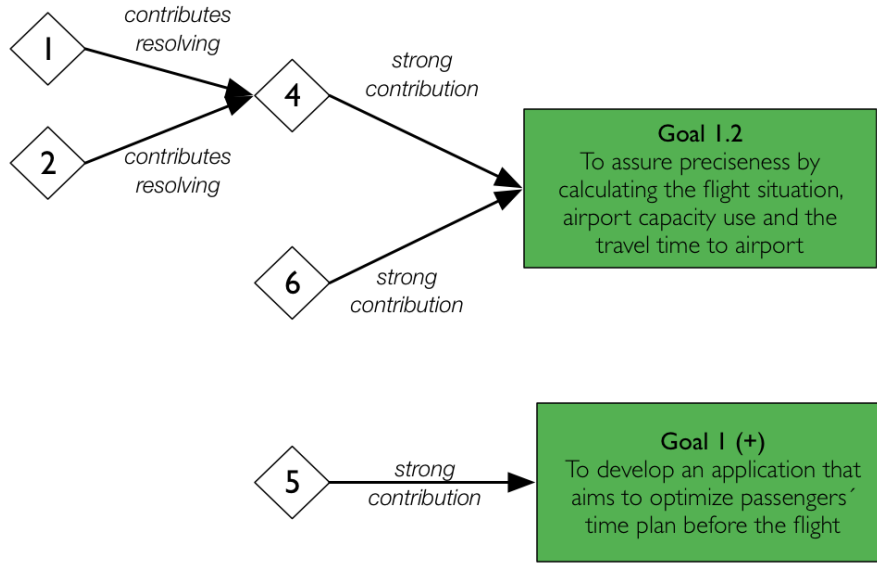 contributes
resolving
1
strong
contribution
4
2
contributes
resolving
Goal 1.2
To assure preciseness by
calculating the flight situation,
airport capacity use and the
travel time to airport
6
strong
contribution
Goal 1 (+)
To develop an application that
aims to optimize passengers´
time plan before the flight
5
strong
contribution